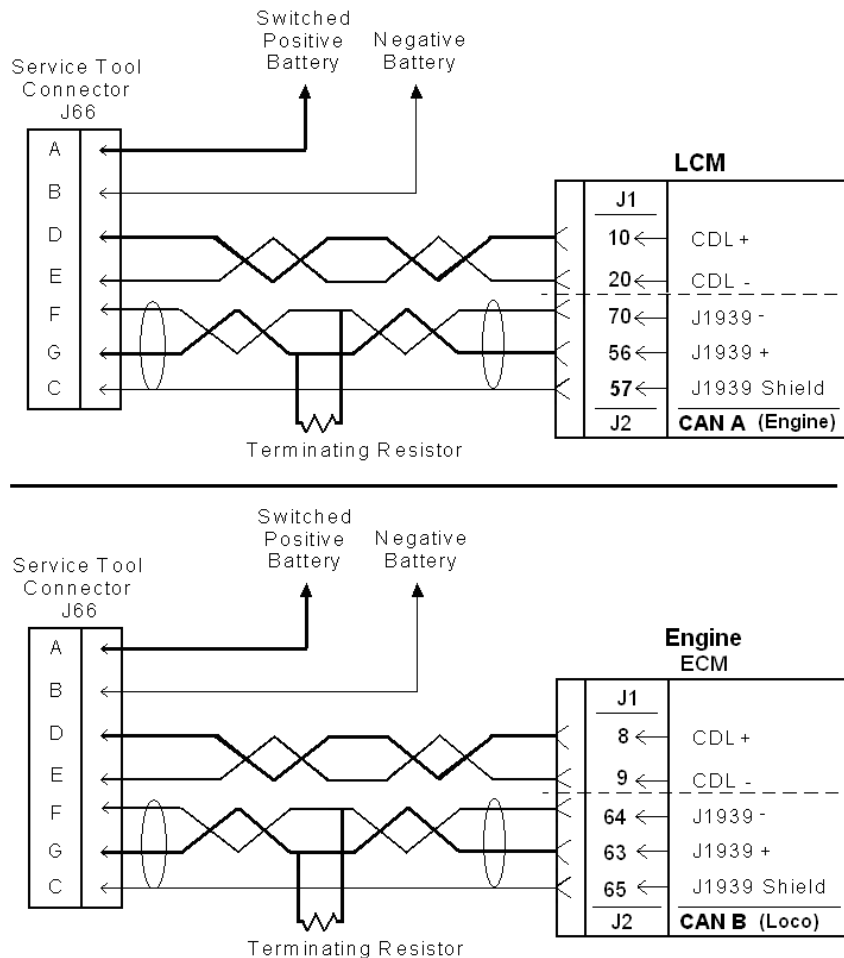 Switched
Positive
Battery
Negative
Battery
Service Tool
Connector
J66
A
B
D
E
F
G
C
LCM
J1
10
CDL +
20
CDL -
70
J1939 -
56
J1939 +
57
J1939 Shield
J2
CAN A (Engine)
Terminating Resistor
Switched
Positive
Battery
Negative
Battery
Service Tool
Connector
J66
A
B
D
E
F
G
C
Engine
ECM
J1
8
CDL +
9
CDL -
64
J1939 -
63
J1939 +
65
J1939 Shield
J2
CAN B (Loco)
Terminating Resistor